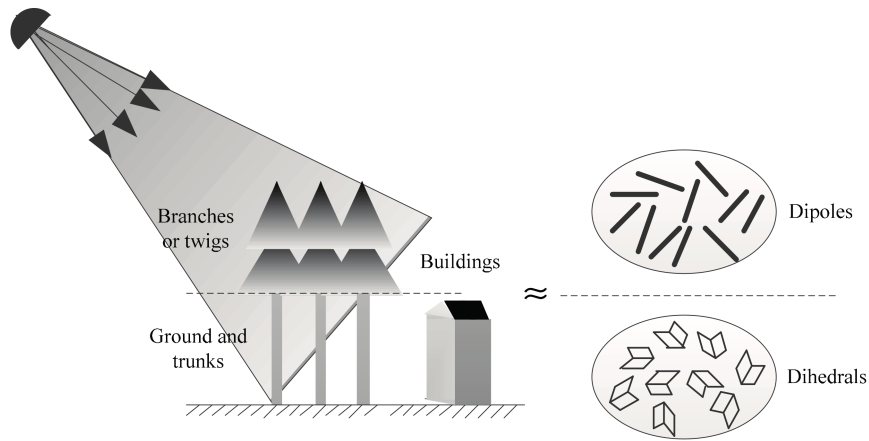 Branches
or twigs
Buildings
Ground and
trunks
≈
Dipoles
Dihedrals